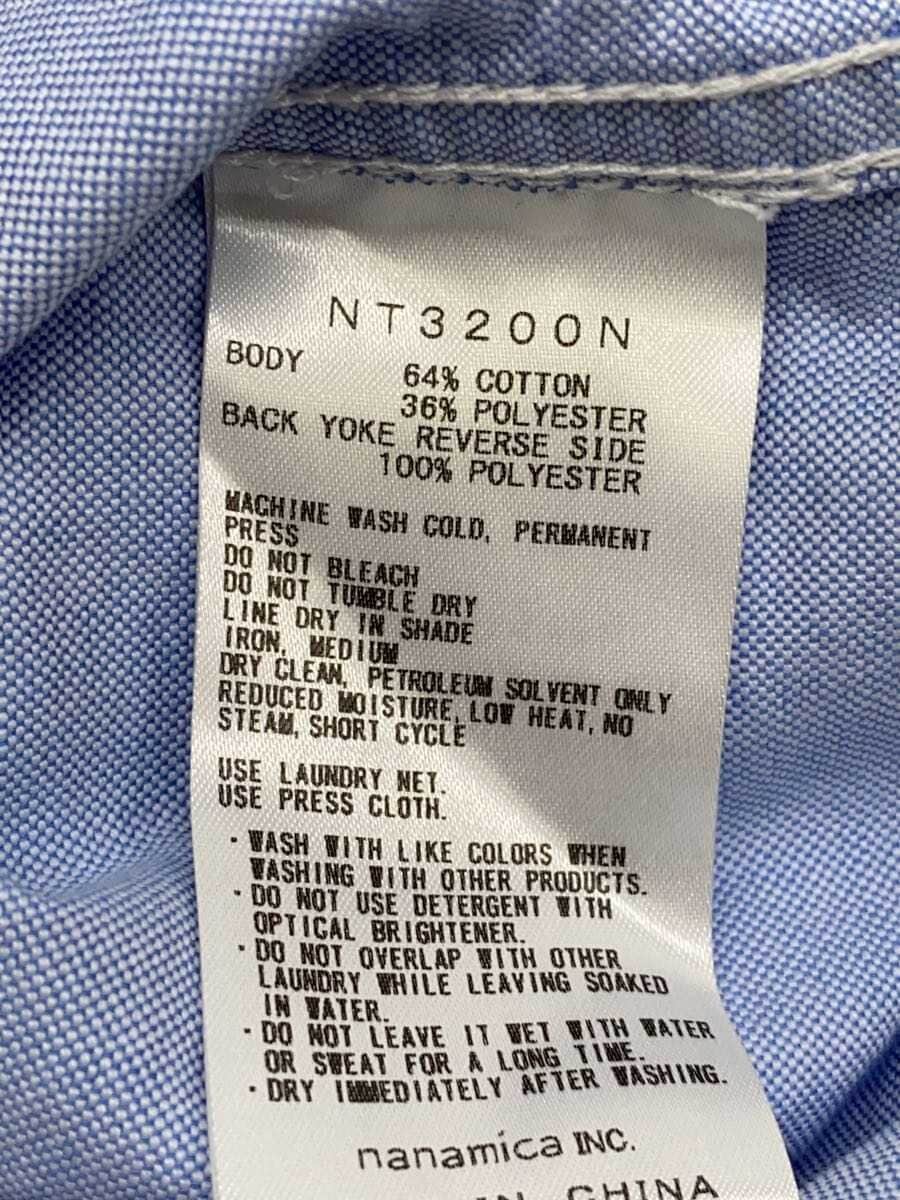 NT3200N
BODY
64% COTTON
36% POLYESTER
BACK YOKE REVERSE SIDE
100% POLYESTER
MACHINE WASH COLD, PERMANENT
PRESS
DO NOT BLEACH
DO NOT TUMBLE DRY
LINE DRY IN SHADE
IRON, MEDIUM
DRY CLEAN, PETROLEUM SOLVENT ONLY
REDUCED MOISTURE, LOW HEAT, NO
STEAM, SHORT CYCLE
USE LAUNDRY NET.
USE PRESS CLOTH.
・WASH WITH LIKE COLORS WHEN
WASHING WITH OTHER PRODUCTS.
・DO NOT USE DETERGENT WITH
OPTICAL BRIGHTENER.
・DO NOT OVERLAP WITH OTHER
LAUNDRY WHILE LEAVING SOAKED
IN WATER.
・DO NOT LEAVE IT WET WITH WATER
OR SWEAT FOR A LONG TIME.
・DRY IMMEDIATELY AFTER WASHING.
nanamica INC.
IN CHINA